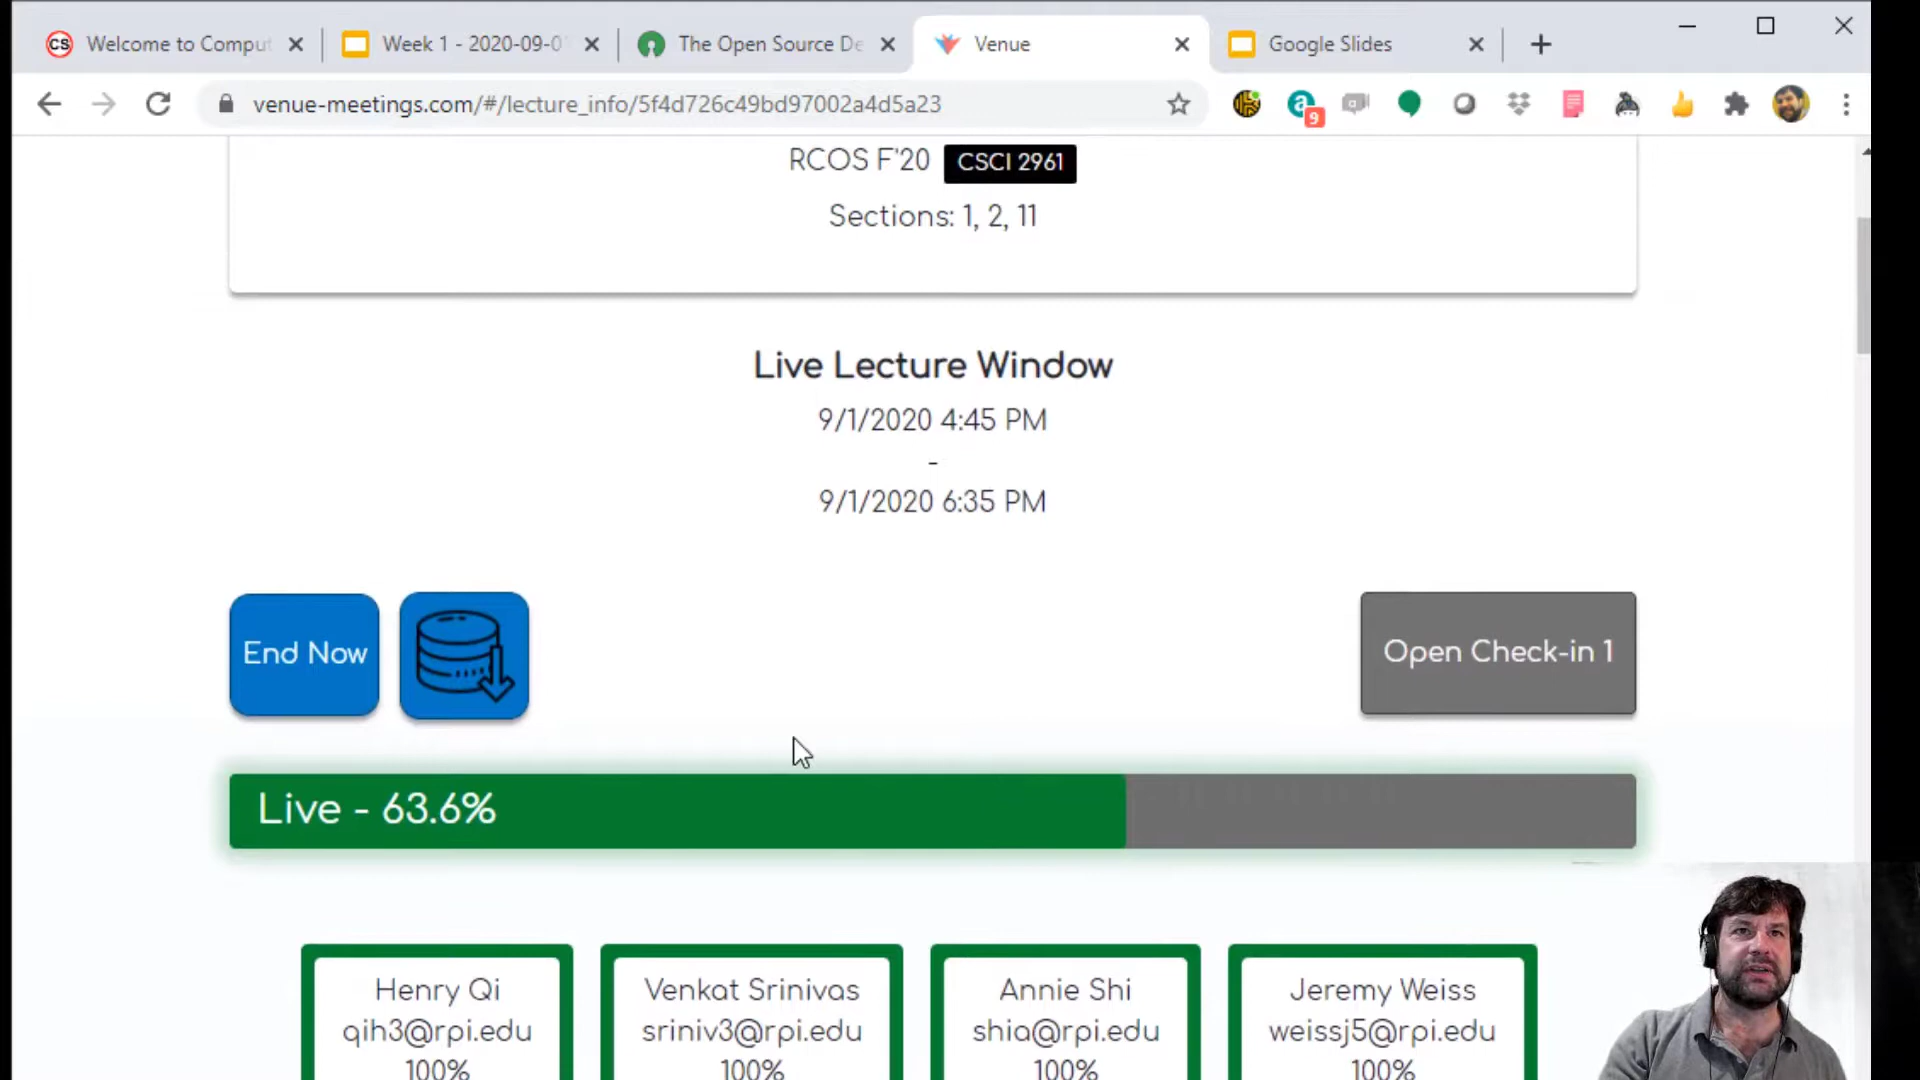 CS Welcome to Comput
Week 1 - 2020-09-0
The Open Source De
Venue
Google Slides
venue-meetings.com/#/lecture_info/5f4d726c49bd97002a4d5a23
a
9
RCOS F'20 CSCI 2961
Sections: 1, 2, 11
Live Lecture Window
9/1/2020 4:45 PM
-
9/1/2020 6:35 PM
End Now
Open Check-in 1
Live - 63.6%
Henry Qi
qih3@rpi.edu
100%
Venkat Srinivas
sriniv3@rpi.edu
100%
Annie Shi
shia@rpi.edu
100%
Jeremy Weiss
weissj5@rpi.edu
100%